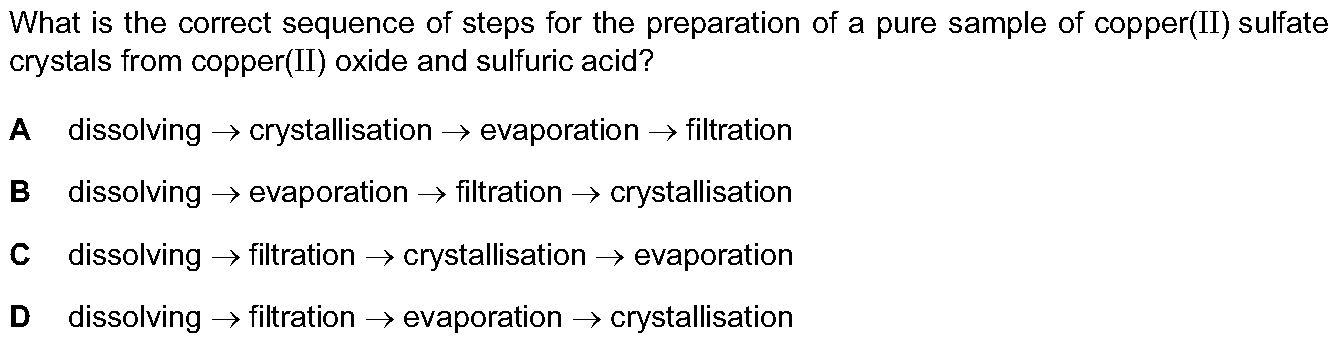 What is the correct sequence of steps for the preparation of a pure sample of copper(II) sulfate
crystals from copper(II) oxide and sulfuric acid?
A dissolving → crystallisation → evaporation → filtration
B dissolving → evaporation → filtration → crystallisation
C dissolving → filtration → crystallisation → evaporation
D dissolving → filtration → evaporation → crystallisation